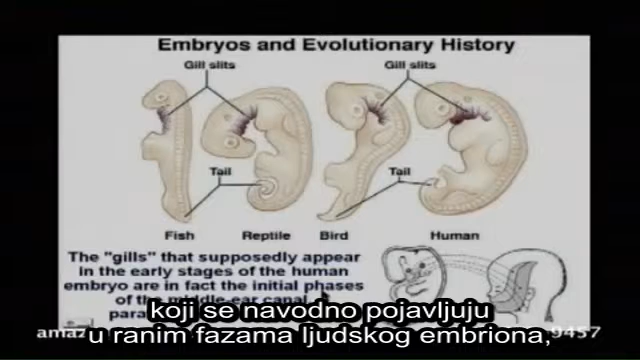 Embryos and Evolutionary History
Gill slits Gill slits
Tail Tail
Fish Reptile Bird Human
The "gills" that supposedly appear
in the early stages of the human
embryo are in fact the initial phases
of the middle-ear canal,
koji se navodno pojavljuju
u ranim fazama ljudskog embriona,